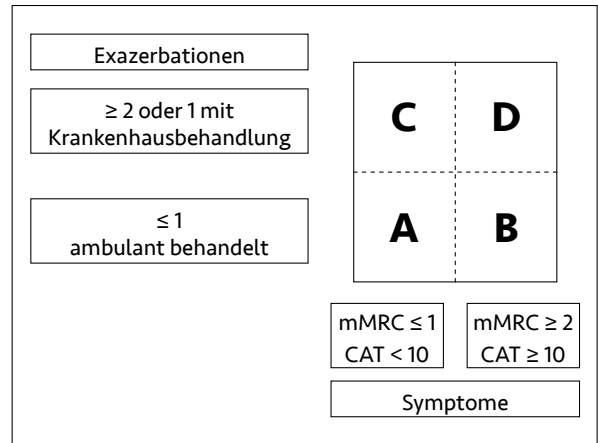 Exazerbationen
≥ 2 oder 1 mit
Krankenhausbehandlung
≤ 1
ambulant behandelt
C D
A B
mMRC ≤ 1
CAT < 10
mMRC ≥ 2
CAT ≥ 10
Symptome